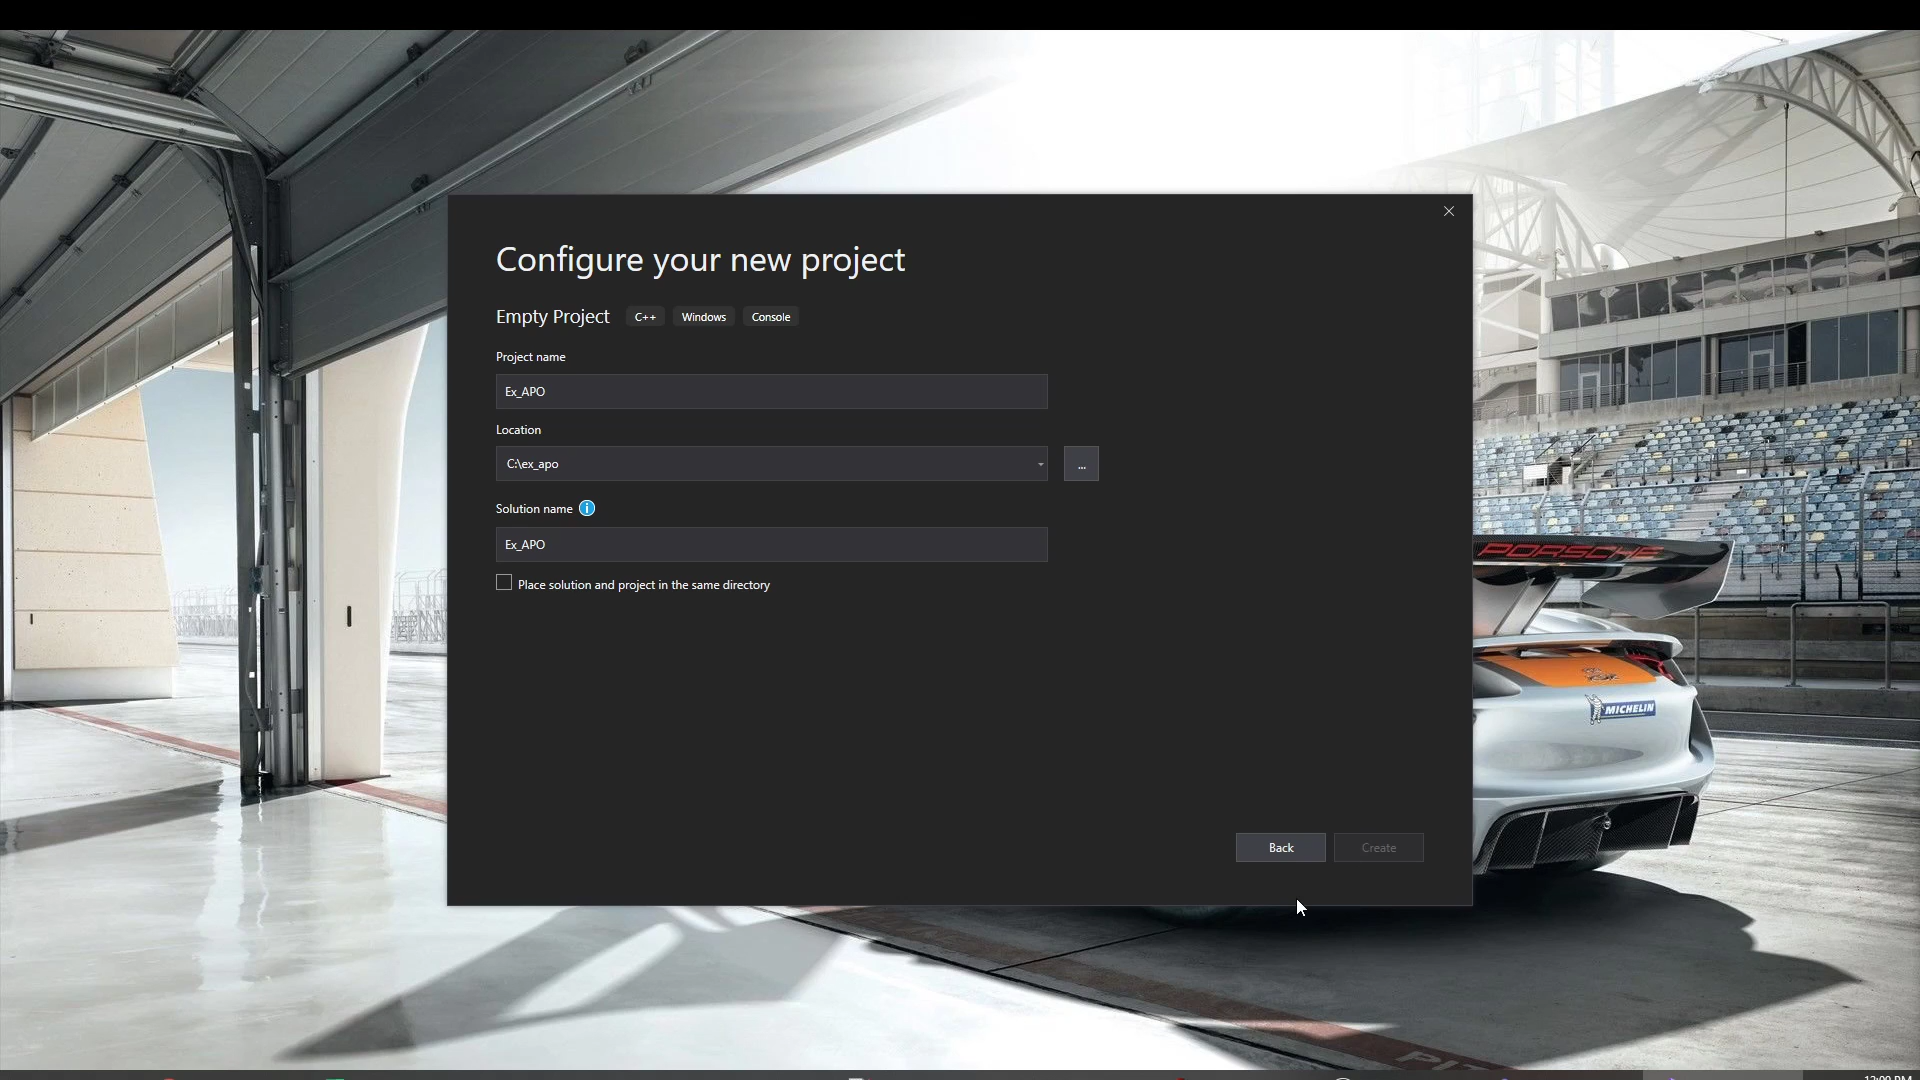 Configure your new project
Empty Project C++ Windows Console
Project name
Ex_APO
Location
C:\ex_apo
...
Solution name
Ex_APO
Place solution and project in the same directory
Back Create
PORSCHE
MICHELIN
PIT